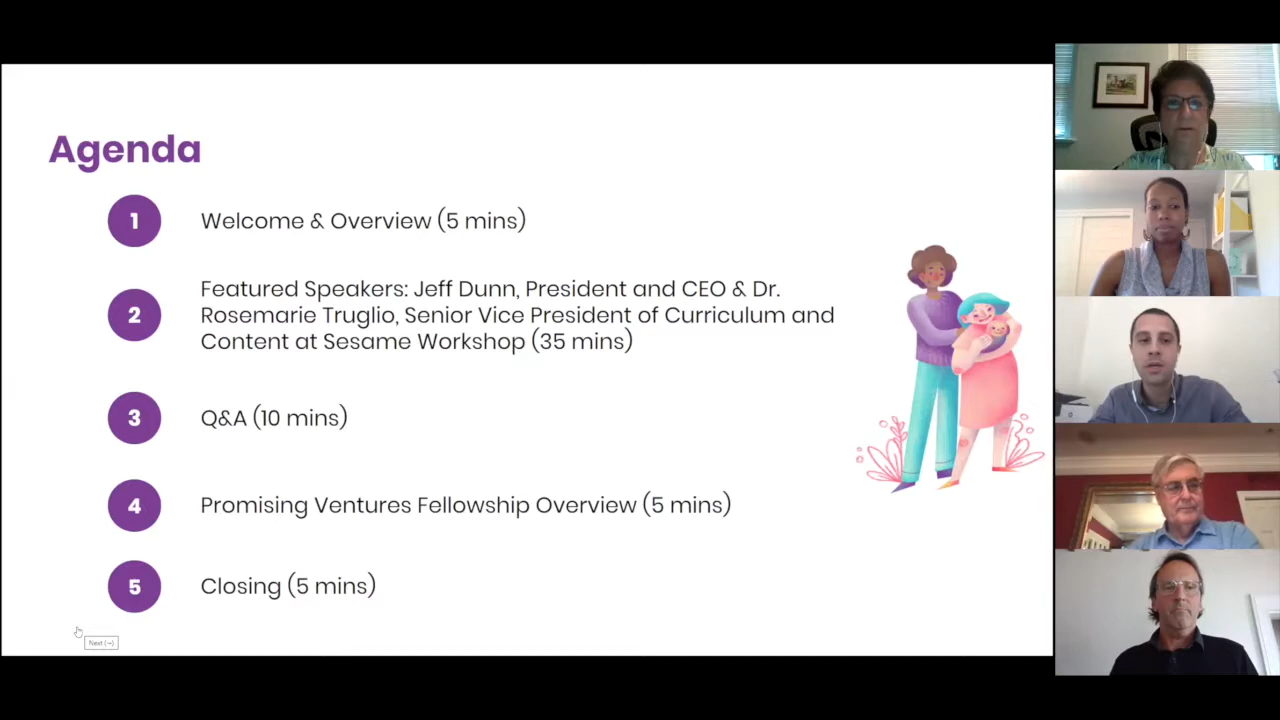 Agenda
1
Welcome & Overview (5 mins)
2
Featured Speakers: Jeff Dunn, President and CEO & Dr.
Rosemarie Truglio, Senior Vice President of Curriculum and
Content at Sesame Workshop (35 mins)
3
Q&A (10 mins)
4
Promising Ventures Fellowship Overview (5 mins)
5
Closing (5 mins)
Next (→)